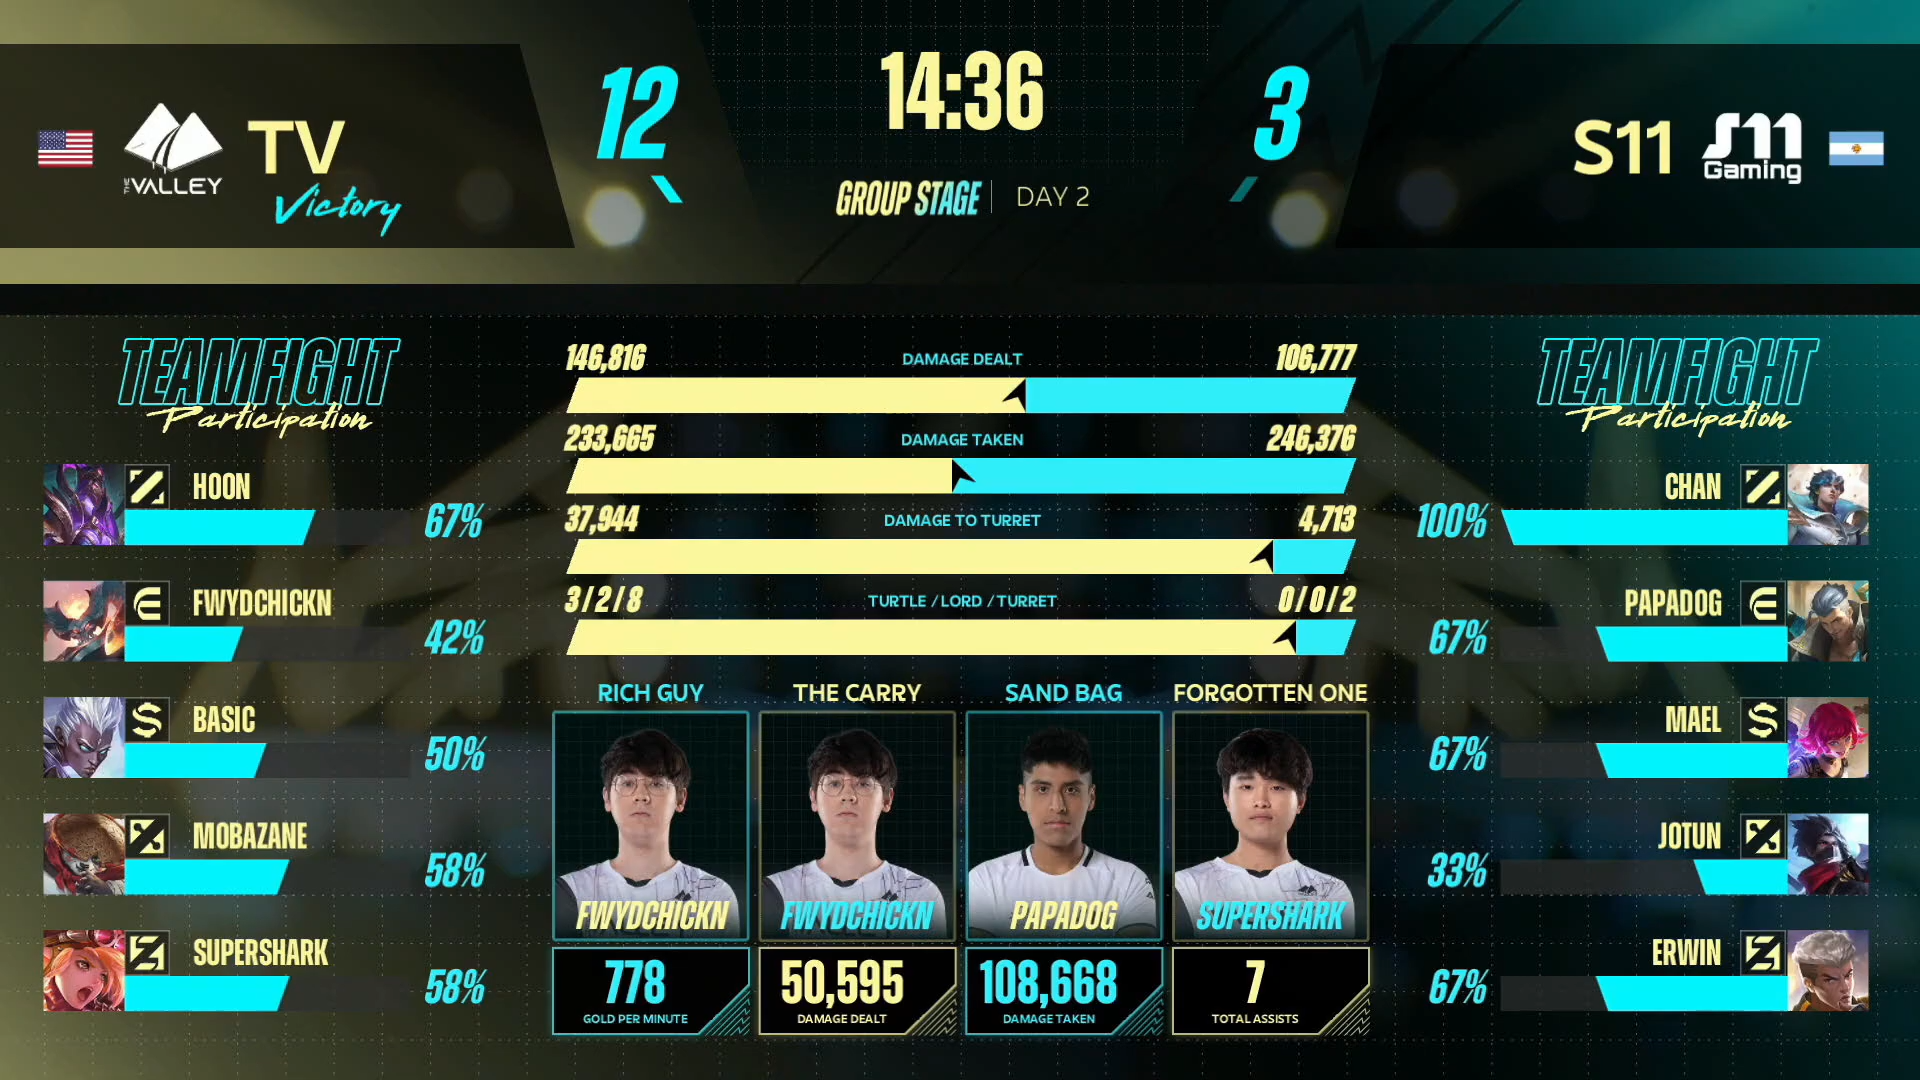 THE VALLEY
TV
Victory
12
14:36
GROUP STAGE | DAY 2
3
S11
S11
Gaming
TEAMFIGHT
Participation
HOON
67%
FWYDCHICKN
42%
BASIC
50%
MOBAZANE
58%
SUPERSHARK
58%
146,816 DAMAGE DEALT 106,777
233,665 DAMAGE TAKEN 246,376
37,944 DAMAGE TO TURRET 4,713
3/2/8 TURTLE / LORD / TURRET 0/0/2
RICH GUY
FWYDCHICKN
778
GOLD PER MINUTE
THE CARRY
FWYDCHICKN
50,595
DAMAGE DEALT
SAND BAG
PAPADOG
108,668
DAMAGE TAKEN
FORGOTTEN ONE
SUPERSHARK
7
TOTAL ASSISTS
TEAMFIGHT
Participation
CHAN
100%
PAPADOG
67%
MAEL
67%
JOTUN
33%
ERWIN
67%